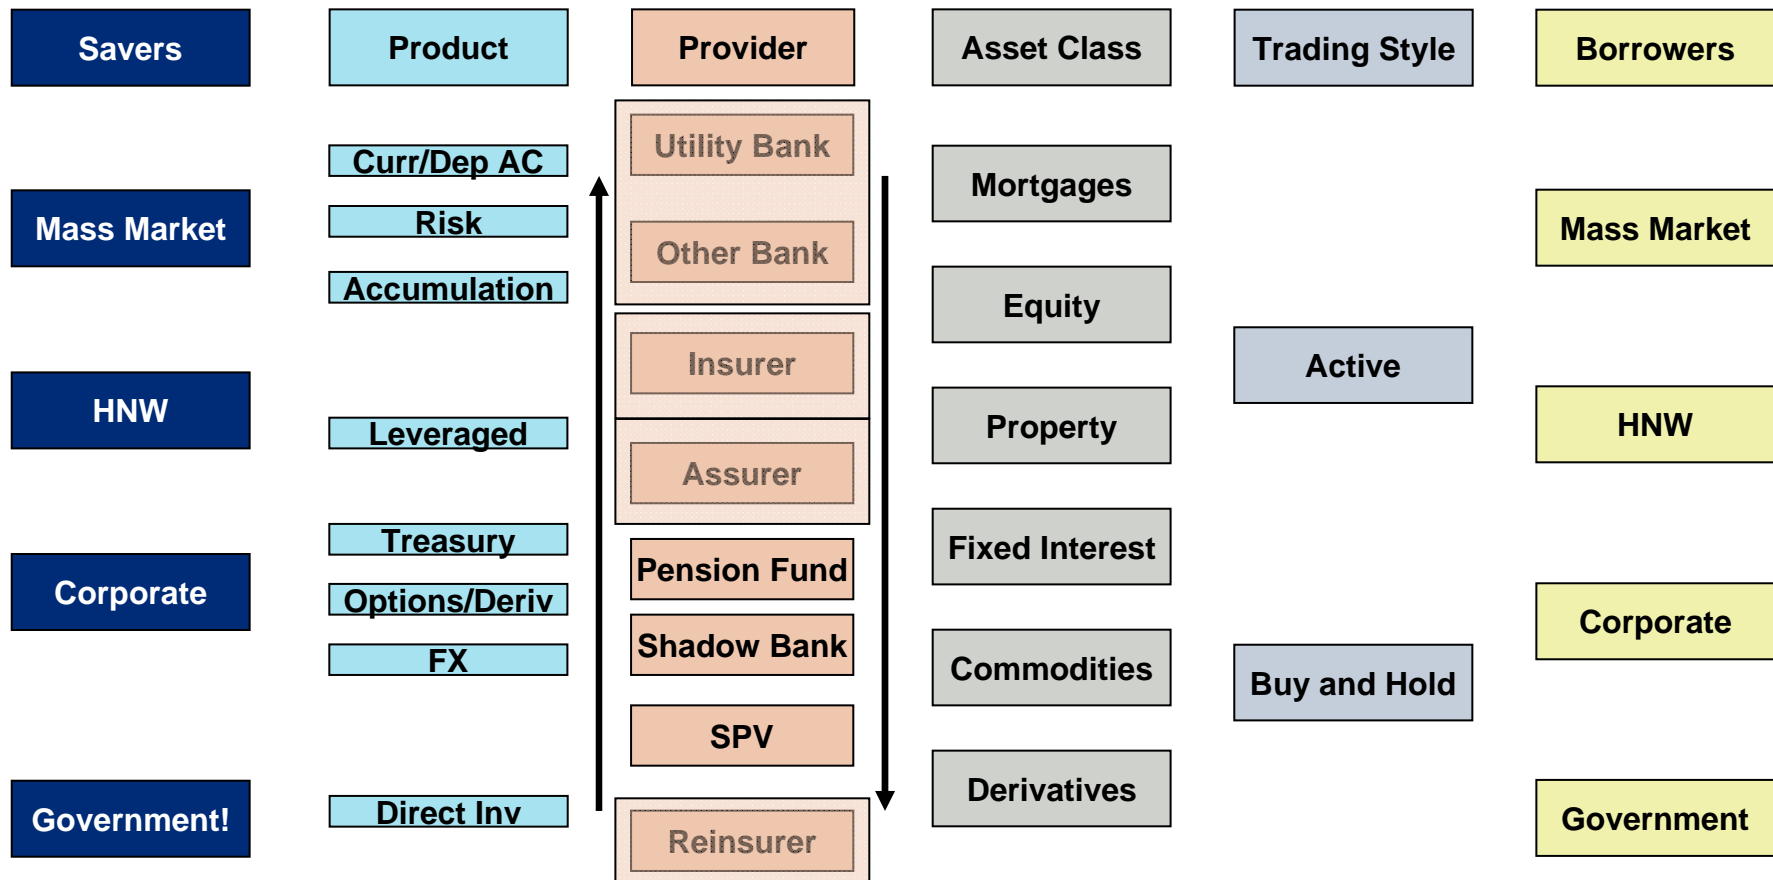 Savers
Product
Provider
Asset Class
Trading Style
Borrowers
Mass Market
HNW
Corporate
Government!
Curr/Dep AC
Risk
Accumulation
Leveraged
Treasury
Options/Deriv
FX
Direct Inv
Utility Bank
Other Bank
Insurer
Assurer
Pension Fund
Shadow Bank
SPV
Reinsurer
Mortgages
Equity
Property
Fixed Interest
Commodities
Derivatives
Active
Buy and Hold
Mass Market
HNW
Corporate
Government